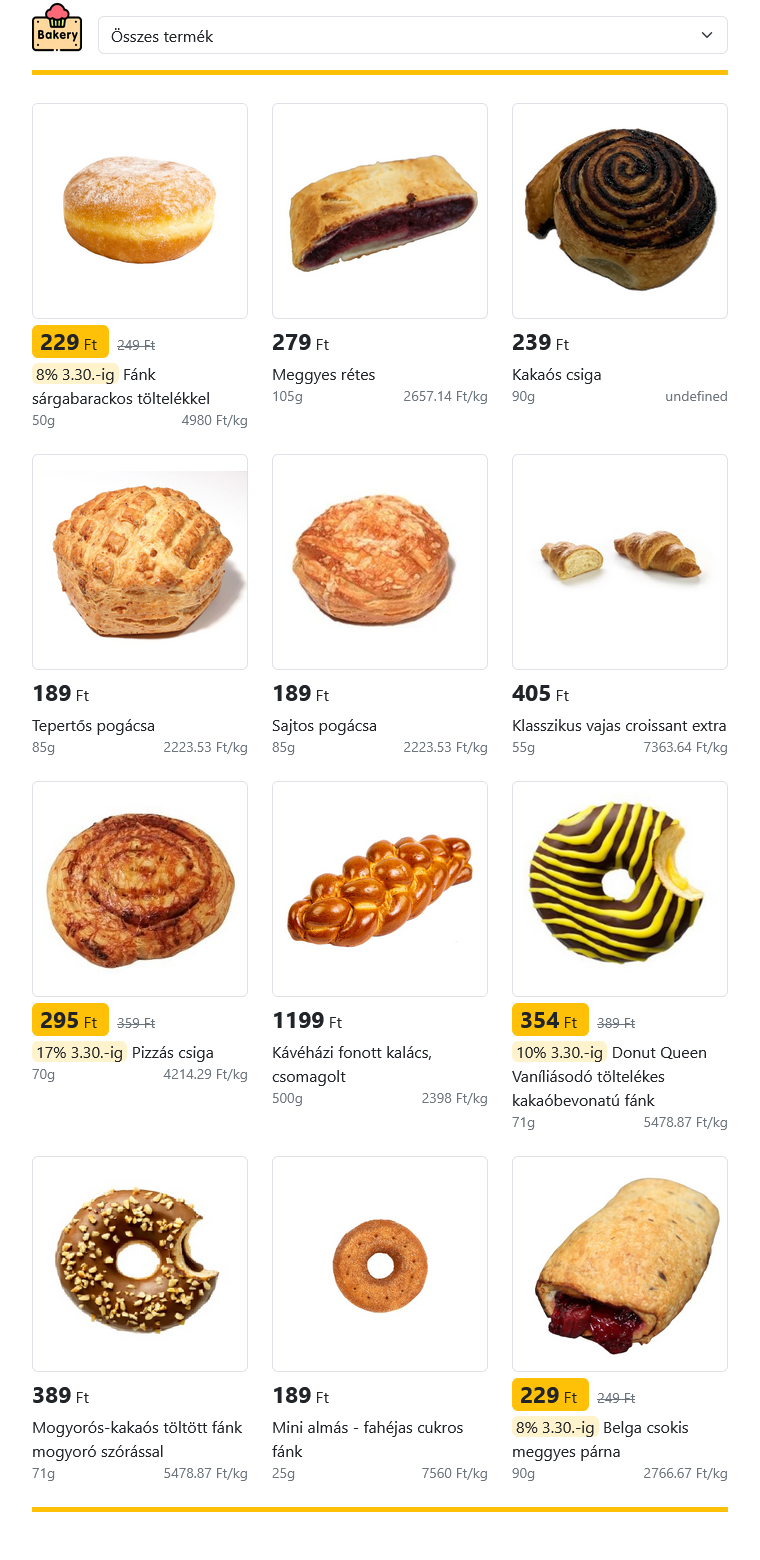 Bakery
Összes termék
229 Ft 249 Ft
8% 3.30.-ig Fánk
sárgabarackos töltelékkel
50g 4980 Ft/kg
279 Ft
Meggyes rétes
105g 2657.14 Ft/kg
239 Ft
Kakaós csiga
90g undefined
189 Ft
Tepertős pogácsa
85g 2223.53 Ft/kg
189 Ft
Sajtos pogácsa
85g 2223.53 Ft/kg
405 Ft
Klasszikus vajas croissant extra
55g 7363.64 Ft/kg
295 Ft 359 Ft
17% 3.30.-ig Pizzás csiga
70g 4214.29 Ft/kg
1199 Ft
Kávéházi fonott kalács,
csomagolt
500g 2398 Ft/kg
354 Ft 389 Ft
10% 3.30.-ig Donut Queen
Vaníliásodó töltelékes
kakaóbevonatú fánk
71g 5478.87 Ft/kg
389 Ft
Mogyorós-kakaós töltött fánk
mogyoró szórással
71g 5478.87 Ft/kg
189 Ft
Mini almás - fahéjas cukros
fánk
25g 7560 Ft/kg
229 Ft 249 Ft
8% 3.30.-ig Belga csokis
meggyes párna
90g 2766.67 Ft/kg